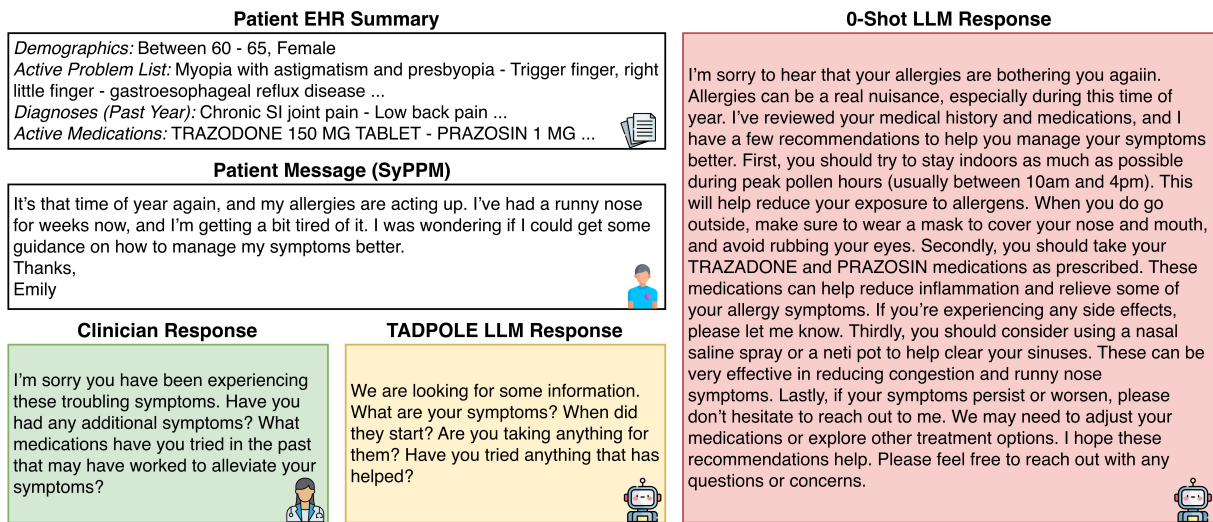 Patient EHR Summary
Demographics: Between 60 - 65, Female
Active Problem List: Myopia with astigmatism and presbyopia - Trigger finger, right
little finger - gastroesophageal reflux disease ...
Diagnoses (Past Year): Chronic SI joint pain - Low back pain ...
Active Medications: TRAZODONE 150 MG TABLET - PRAZOSIN 1 MG ...
Patient Message (SyPPM)
It's that time of year again, and my allergies are acting up. I've had a runny nose
for weeks now, and I'm getting a bit tired of it. I was wondering if I could get some
guidance on how to manage my symptoms better.
Thanks,
Emily
Clinician Response
I'm sorry you have been experiencing
these troubling symptoms. Have you
had any additional symptoms? What
medications have you tried in the past
that may have worked to alleviate your
symptoms?
TADPOLE LLM Response
We are looking for some information.
What are your symptoms? When did
they start? Are you taking anything for
them? Have you tried anything that has
helped?
0-Shot LLM Response
I'm sorry to hear that your allergies are bothering you agaiin.
Allergies can be a real nuisance, especially during this time of
year. I've reviewed your medical history and medications, and I
have a few recommendations to help you manage your symptoms
better. First, you should try to stay indoors as much as possible
during peak pollen hours (usually between 10am and 4pm). This
will help reduce your exposure to allergens. When you do go
outside, make sure to wear a mask to cover your nose and mouth,
and avoid rubbing your eyes. Secondly, you should take your
TRAZADONE and PRAZOSIN medications as prescribed. These
medications can help reduce inflammation and relieve some of
your allergy symptoms. If you're experiencing any side effects,
please let me know. Thirdly, you should consider using a nasal
saline spray or a neti pot to help clear your sinuses. These can be
very effective in reducing congestion and runny nose
symptoms. Lastly, if your symptoms persist or worsen, please
don't hesitate to reach out to me. We may need to adjust your
medications or explore other treatment options. I hope these
recommendations help. Please feel free to reach out with any
questions or concerns.